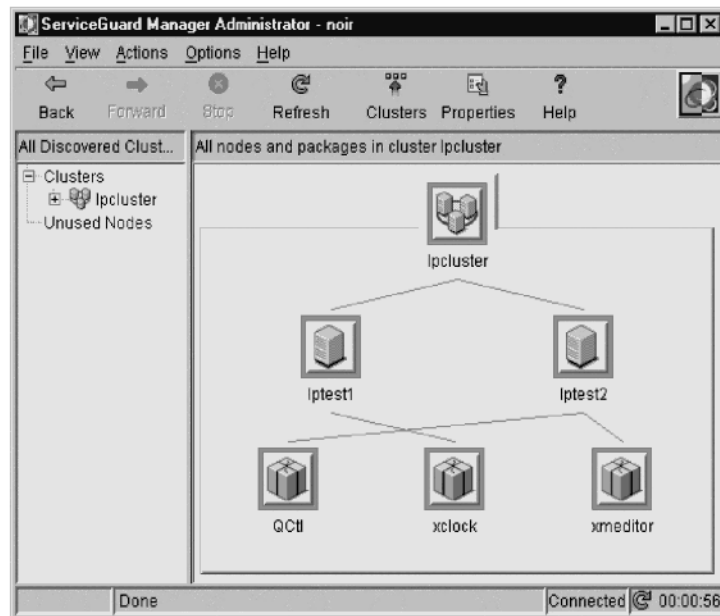 ServiceGuard Manager Administrator - noir
File View Actions Options Help
Back Forward Stop Refresh Clusters Properties Help
All Discovered Clust...
All nodes and packages in cluster lpcluster
Clusters
lpcluster
Unused Nodes
lpcluster
lptest1 lptest2
QCtl xclock xmeditor
Done
Connected 00:00:56